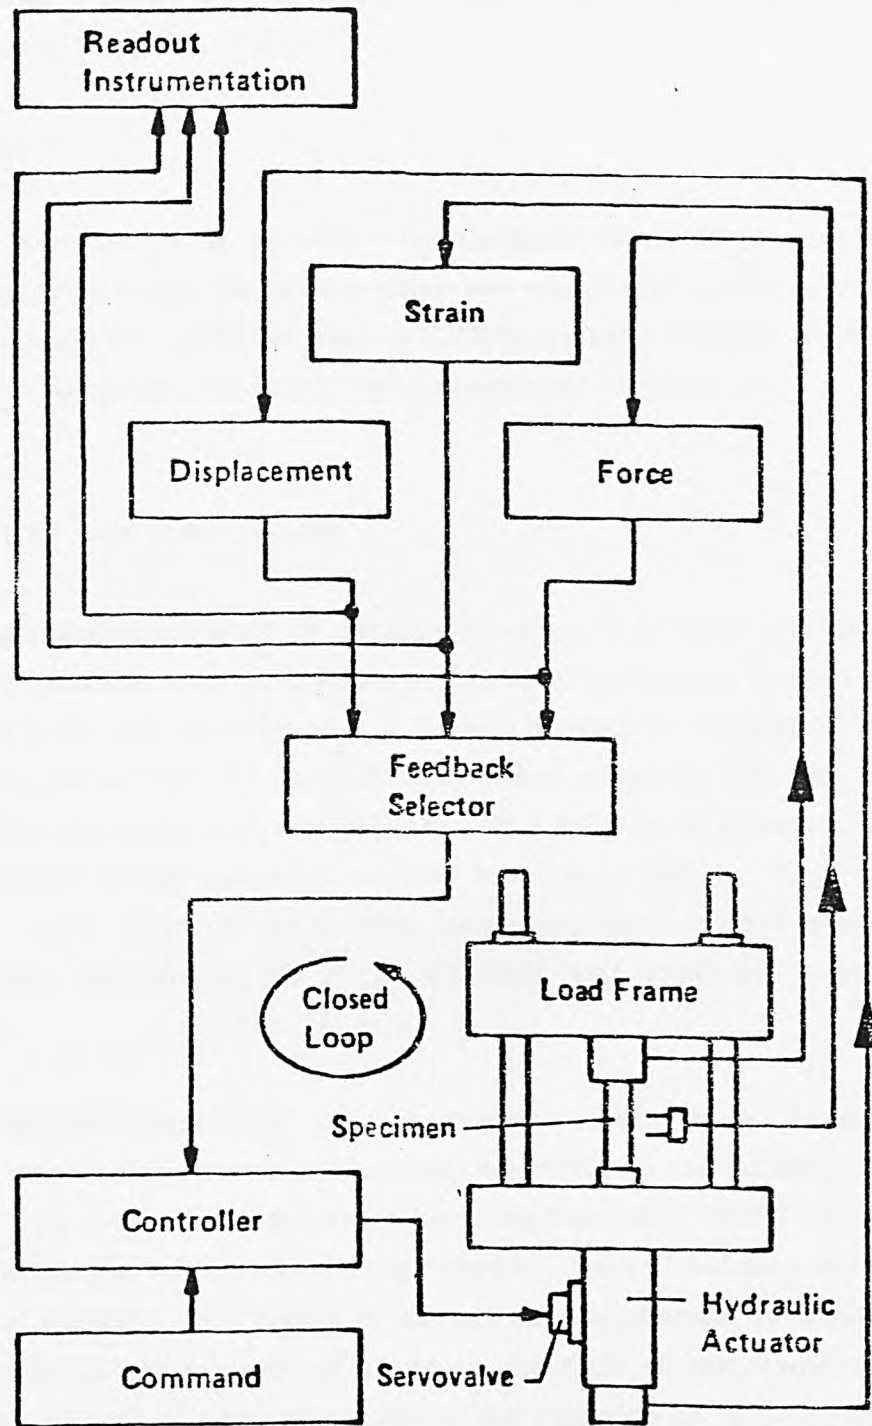 Readout
Instrumentation
Strain
Displacement
Force
Feedback
Selector
Closed
Loop
Load Frame
Specimen
Controller
Hydraulic
Actuator
Servovalve
Command